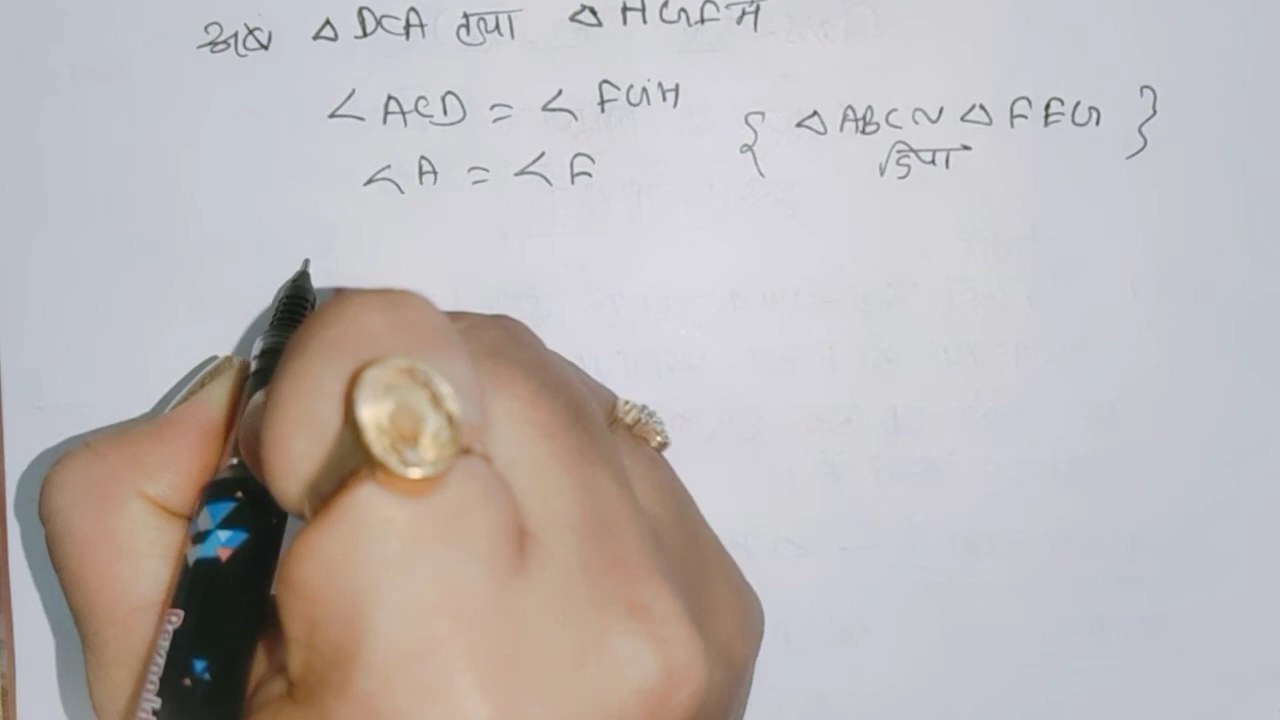 अब △ DCA तथा △ HGF में
∠ ACD = ∠ FGH
∠ A = ∠ F
{ △ ABC ~ △ FEG }
दिया